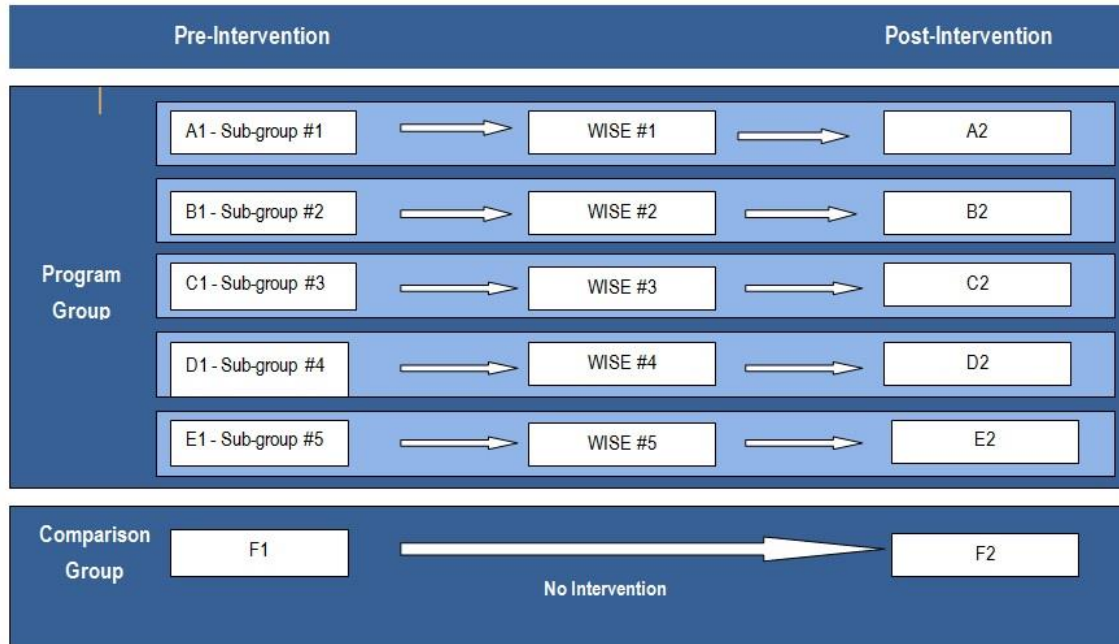 Pre-Intervention Post-Intervention
A1 - Sub-group #1 WISE #1 A2
B1 - Sub-group #2 WISE #2 B2
Program
Group
C1 - Sub-group #3 WISE #3 C2
D1 - Sub-group #4 WISE #4 D2
E1 - Sub-group #5 WISE #5 E2
Comparison
Group
F1 F2
No Intervention